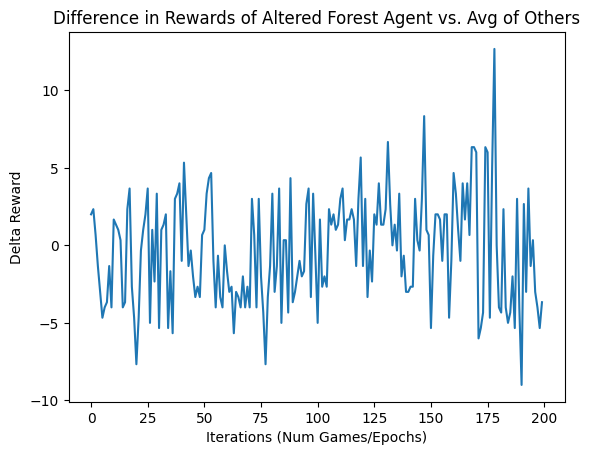 Difference in Rewards of Altered Forest Agent vs. Avg of Others
10
5
0
−5
−10
Delta Reward
0 25 50 75 100 125 150 175 200
Iterations (Num Games/Epochs)